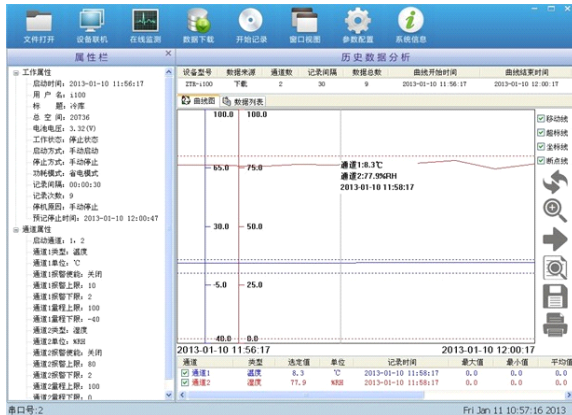 文件打开 设备联机 在线监测 数据下载 开始记录 窗口视图 参数配置 系统信息
属性栏
工作属性
启动时间: 2013-01-10 11:56:17
用 户 名: i100
标 题: 冷库
总 空 间: 20736
电池电压: 3.32(V)
工作状态: 停止状态
启动方式: 手动启动
停止方式: 手动停止
功耗模式: 省电模式
记录间隔: 00:00:30
记录次数: 9
停机原因: 手动停止
预记停止时间: 2013-01-10 12:00:47
通道属性
启动通道: 1; 2
通道1类型: 温度
通道1单位: ℃
通道1报警使能: 关闭
通道1报警上限: 10
通道1报警下限: 2
通道1量程上限: 100
通道1量程下限: -40
通道2类型: 湿度
通道2单位: %RH
通道2报警使能: 关闭
通道2报警上限: 80
通道2报警下限: 2
通道2量程上限: 100
通道2量程下限: 0
历史数据分析
设备型号 数据来源 通道数 记录间隔 数据总数 曲线开始时间 曲线结束时间
ZTR-i100 下载 2 30 9 2013-01-10 11:56:17 2013-01-10 12:00:17
曲线图 数据列表
100.0 100.0
65.0 75.0
30.0 50.0
-5.0 25.0
-40.0 0.0
通道1:8.3℃
通道2:77.9%RH
2013-01-10 11:58:17
2013-01-10 11:56:17 2013-01-10 12:00:17
移动线
超标线
坐标线
断点线
通道 类型 选定值 单位 记录时间 最大值 最小值 平均值
通道1 温度 8.3 ℃ 2013-01-10 11:58:17 0.0 0.0 0.0
通道2 湿度 77.9 %RH 2013-01-10 11:58:17 0.0 0.0 0.0
串口号:2 Fri Jan 11 10:57:16 2013